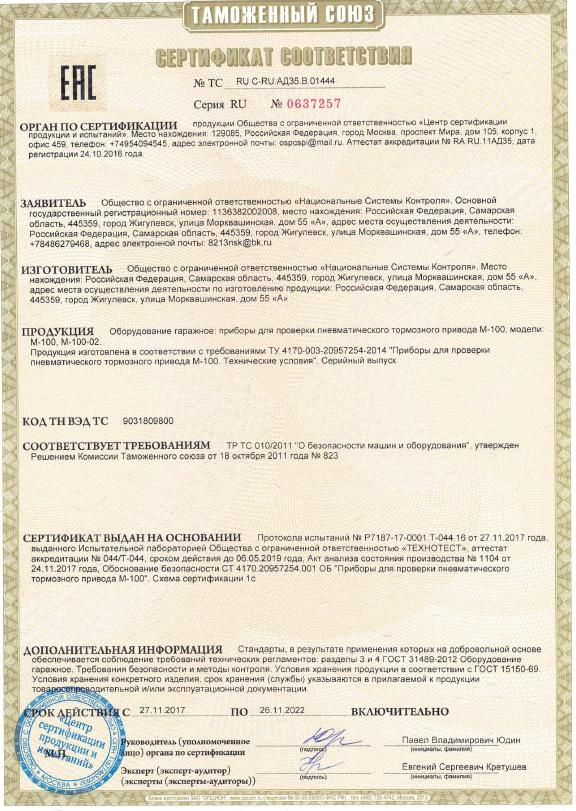 ТАМОЖЕННЫЙ СОЮЗ
СЕРТИФИКАТ СООТВЕТСТВИЯ
ЕАС
№ ТС RU C-RU.АД35.В.01444
Серия RU № 0637257
ОРГАН ПО СЕРТИФИКАЦИИ продукции Общества с ограниченной ответственностью «Центр сертификации
продукции и испытаний». Место нахождения: 129085, Российская Федерация, город Москва, проспект Мира, дом 105, корпус 1,
офис 459, телефон: +74954094545, адрес электронной почты: ospcspi@mail.ru. Аттестат аккредитации № RA.RU.11АД35, дата
регистрации 24.10.2016 года.
ЗАЯВИТЕЛЬ Общество с ограниченной ответственностью «Национальные Системы Контроля». Основной
государственный регистрационный номер: 1136382002008, место нахождения: Российская Федерация, Самарская
область, 445359, город Жигулевск, улица Морквашинская, дом 55 «А», адрес места осуществления деятельности:
Российская Федерация, Самарская область, 445359, город Жигулевск, улица Морквашинская, дом 55 «А», телефон:
+78486279468, адрес электронной почты: 8213nsk@bk.ru
ИЗГОТОВИТЕЛЬ Общество с ограниченной ответственностью «Национальные Системы Контроля». Место
нахождения: Российская Федерация, Самарская область, 445359, город Жигулевск, улица Морквашинская, дом 55 «А»,
адрес места осуществления деятельности по изготовлению продукции: Российская Федерация, Самарская область,
445359, город Жигулевск, улица Морквашинская, дом 55 «А»
ПРОДУКЦИЯ Оборудование гаражное: приборы для проверки пневматического тормозного привода М-100, модели:
М-100, М-100-02.
Продукция изготовлена в соответствии с требованиями ТУ 4170-003-20957254-2014 "Приборы для проверки
пневматического тормозного привода М-100. Технические условия". Серийный выпуск
КОД ТН ВЭД ТС 9031809800
СООТВЕТСТВУЕТ ТРЕБОВАНИЯМ ТР ТС 010/2011 "О безопасности машин и оборудования", утвержден
Решением Комиссии Таможенного союза от 18 октября 2011 года № 823
СЕРТИФИКАТ ВЫДАН НА ОСНОВАНИИ Протокола испытаний № Р7187-17-0001.Т-044.16 от 27.11.2017 года,
выданного Испытательной лабораторией Общества с ограниченной ответственностью «ТЕХНОТЕСТ», аттестат
аккредитации № 044/Т-044, сроком действия до 06.05.2019 года. Акт анализа состояния производства № 1104 от
24.11.2017 года, Обоснование безопасности СТ 4170.20957254.001 ОБ "Приборы для проверки пневматического
тормозного привода М-100". Схема сертификации 1с
ДОПОЛНИТЕЛЬНАЯ ИНФОРМАЦИЯ Стандарты, в результате применения которых на добровольной основе
обеспечивается соблюдение требований технических регламентов: разделы 3 и 4 ГОСТ 31489-2012 Оборудование
гаражное. Требования безопасности и методы контроля. Условия хранения продукции в соответствии с ГОСТ 15150-69.
Условия хранения конкретного изделия, срок хранения (службы) указываются в прилагаемой к продукции
товаросопроводительной и/или эксплуатационной документации.
СРОК ДЕЙСТВИЯ С 27.11.2017 ПО 26.11.2022 ВКЛЮЧИТЕЛЬНО
«Центр
сертификации
продукции и
испытаний»
МОСКВА
М.П.
Руководитель (уполномоченное
лицо) органа по сертификации
(подпись)
Павел Владимирович Юдин
(инициалы, фамилия)
Эксперт (эксперт-аудитор)
(эксперты (эксперты-аудиторы))
(подпись)
Евгений Сергеевич Кретушев
(инициалы, фамилия)